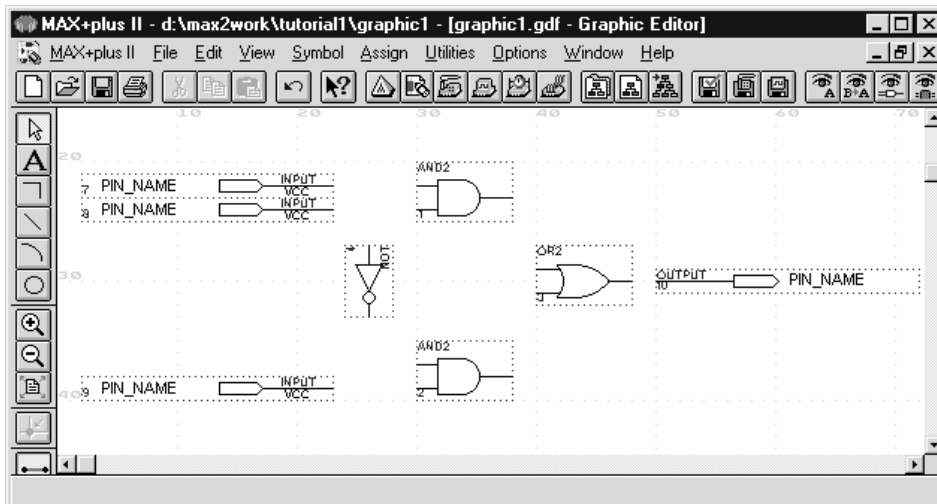 MAX+plus II - d:\max2work\tutorial1\graphic1 - [graphic1.gdf - Graphic Editor]
MAX+plus II File Edit View Symbol Assign Utilities Options Window Help
A B→A
10 20 30 40 50 60 70
A
20
AND2
7 PIN_NAME INPUT
VCC
8 PIN_NAME INPUT
VCC
1
NOT
OR2
30
OUTPUT
10 PIN_NAME
3
AND2
9 PIN_NAME INPUT
VCC
2
40